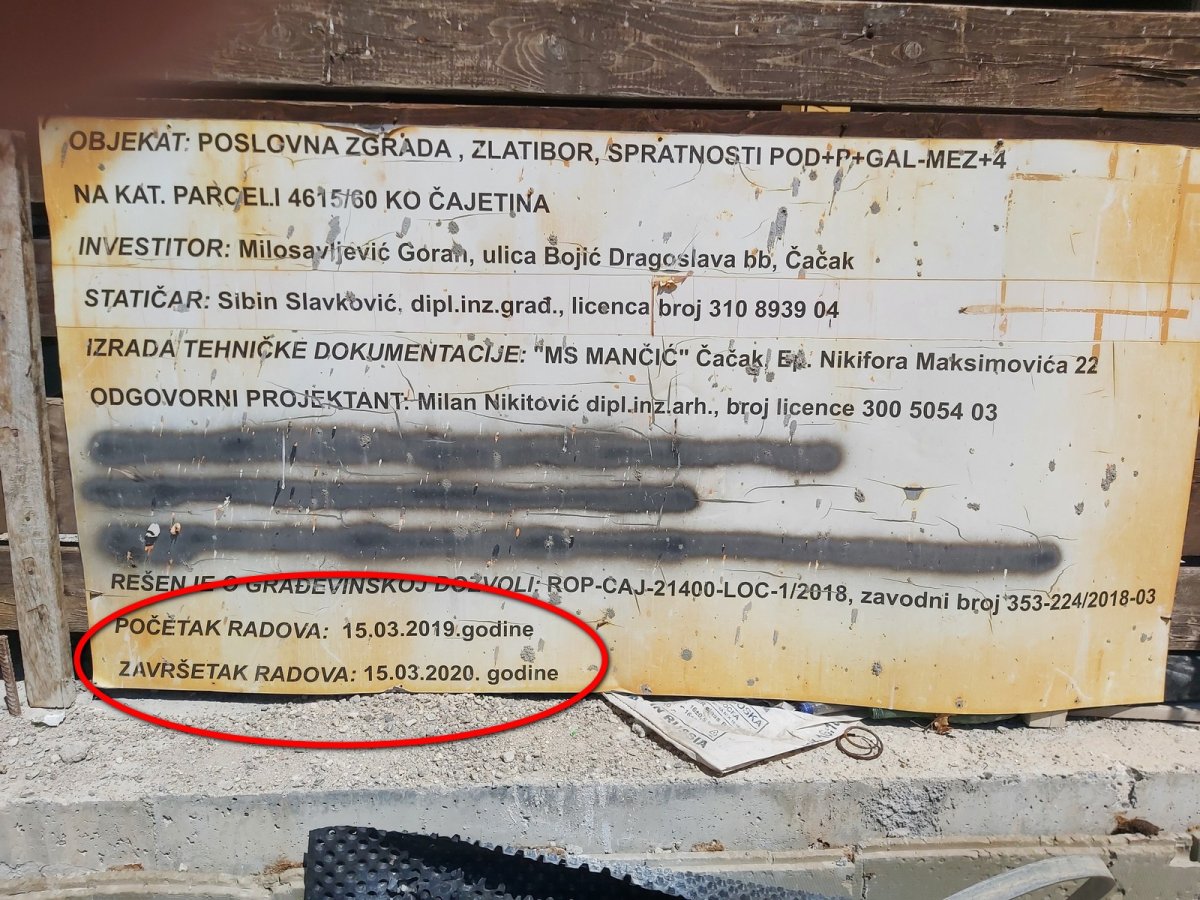 OBJEKAT: POSLOVNA ZGRADA , ZLATIBOR, SPRATNOSTI POD+P+GAL-MEZ+4
NA KAT. PARCELI 4615/60 KO ČAJETINA
INVESTITOR: Milosavljević Goran, ulica Bojić Dragoslava bb, Čačak
STATIČAR: Sibin Slavković, dipl.inz.građ., licenca broj 310 8939 04
IZRADA TEHNIČKE DOKUMENTACIJE: "MS MANČIĆ" Čačak, Ep. Nikifora Maksimovića 22
ODGOVORNI PROJEKTANT: Milan Nikitović dipl.inz.arh., broj licence 300 5054 03
REŠENJE O GRAĐEVINSKOJ DOZVOLI: ROP-CAJ-21400-LOC-1/2018, zavodni broj 353-224/2018-03
POČETAK RADOVA: 15.03.2019.godine
ZAVRŠETAK RADOVA: 15.03.2020. godine